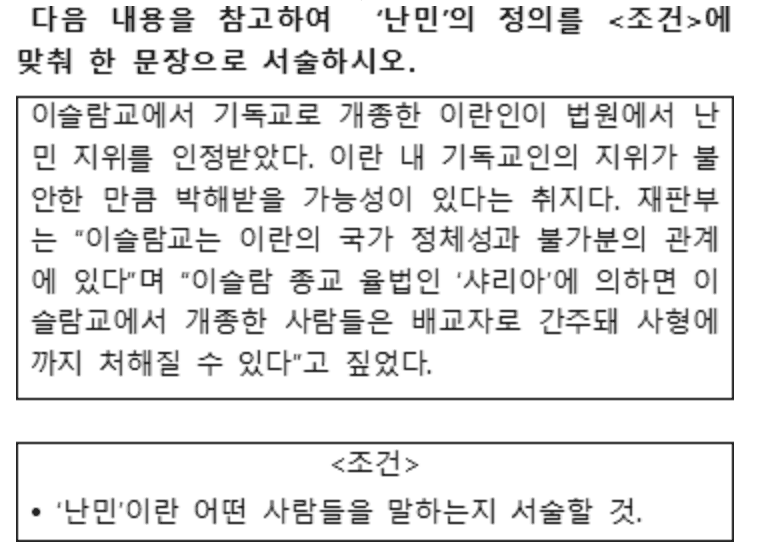 다음 내용을 참고하여 '난민'의 정의를 <조건>에
맞춰 한 문장으로 서술하시오.
이슬람교에서 기독교로 개종한 이란인이 법원에서 난
민 지위를 인정받았다. 이란 내 기독교인의 지위가 불
안한 만큼 박해받을 가능성이 있다는 취지다. 재판부
는 "이슬람교는 이란의 국가 정체성과 불가분의 관계
에 있다"며 "이슬람 종교 율법인 '샤리아'에 의하면 이
슬람교에서 개종한 사람들은 배교자로 간주돼 사형에
까지 처해질 수 있다"고 짚었다.
<조건>
• '난민'이란 어떤 사람들을 말하는지 서술할 것.